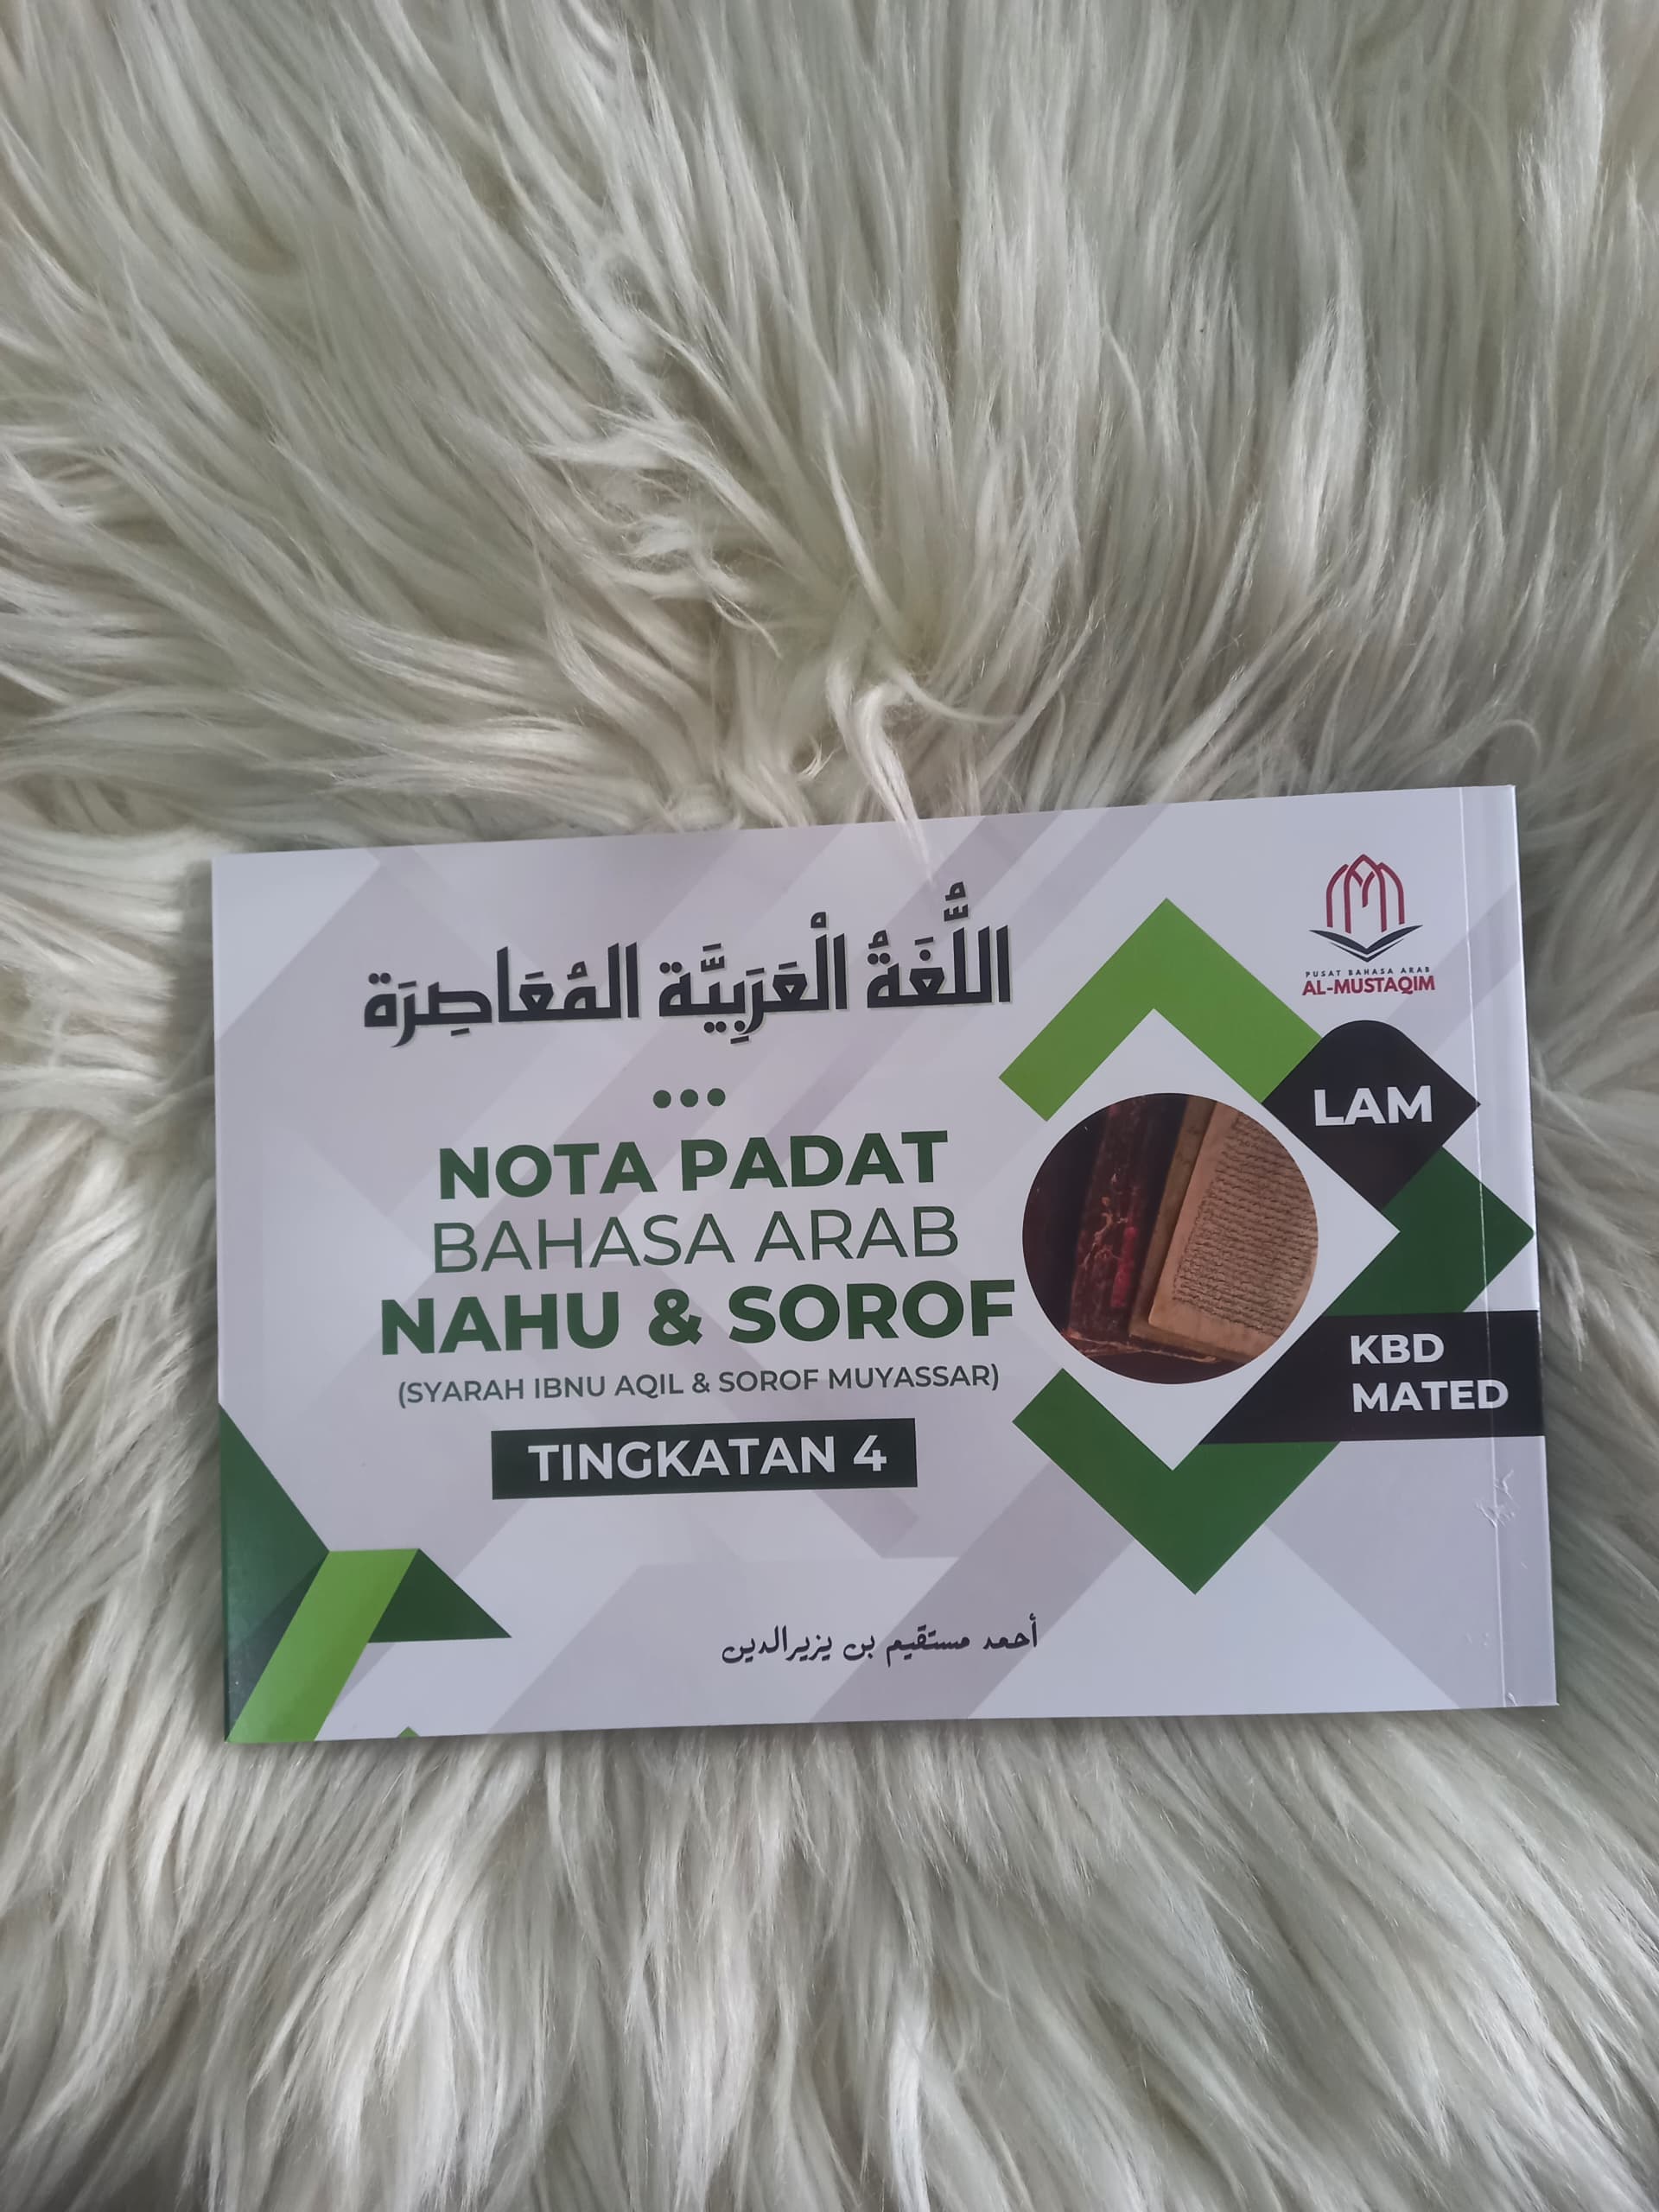 اللُّغَةُ الْعَرَبِيَّة المُعَاصِرَة
NOTA PADAT
BAHASA ARAB
NAHU & SOROF
(SYARAH IBNU AQIL & SOROF MUYASSAR)
TINGKATAN 4
أحمد مستقيم بن يزيرالدين
PUSAT BAHASA ARAB
AL-MUSTAQIM
LAM
KBD
MATED